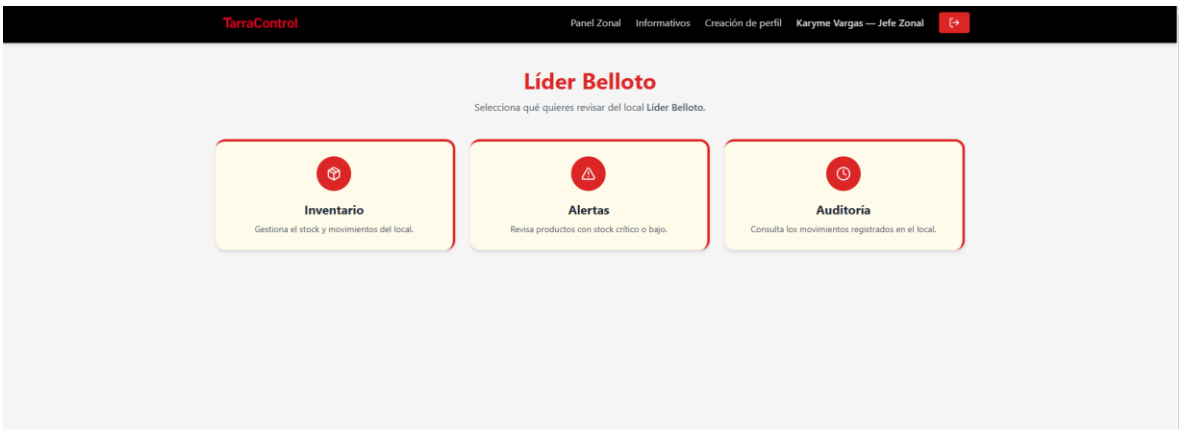 TarraControl
Panel Zonal Informativos Creación de perfil Karyme Vargas — Jefe Zonal
Líder Belloto
Selecciona qué quieres revisar del local Líder Belloto.
Inventario
Gestiona el stock y movimientos del local.
Alertas
Revisa productos con stock crítico o bajo.
Auditoría
Consulta los movimientos registrados en el local.